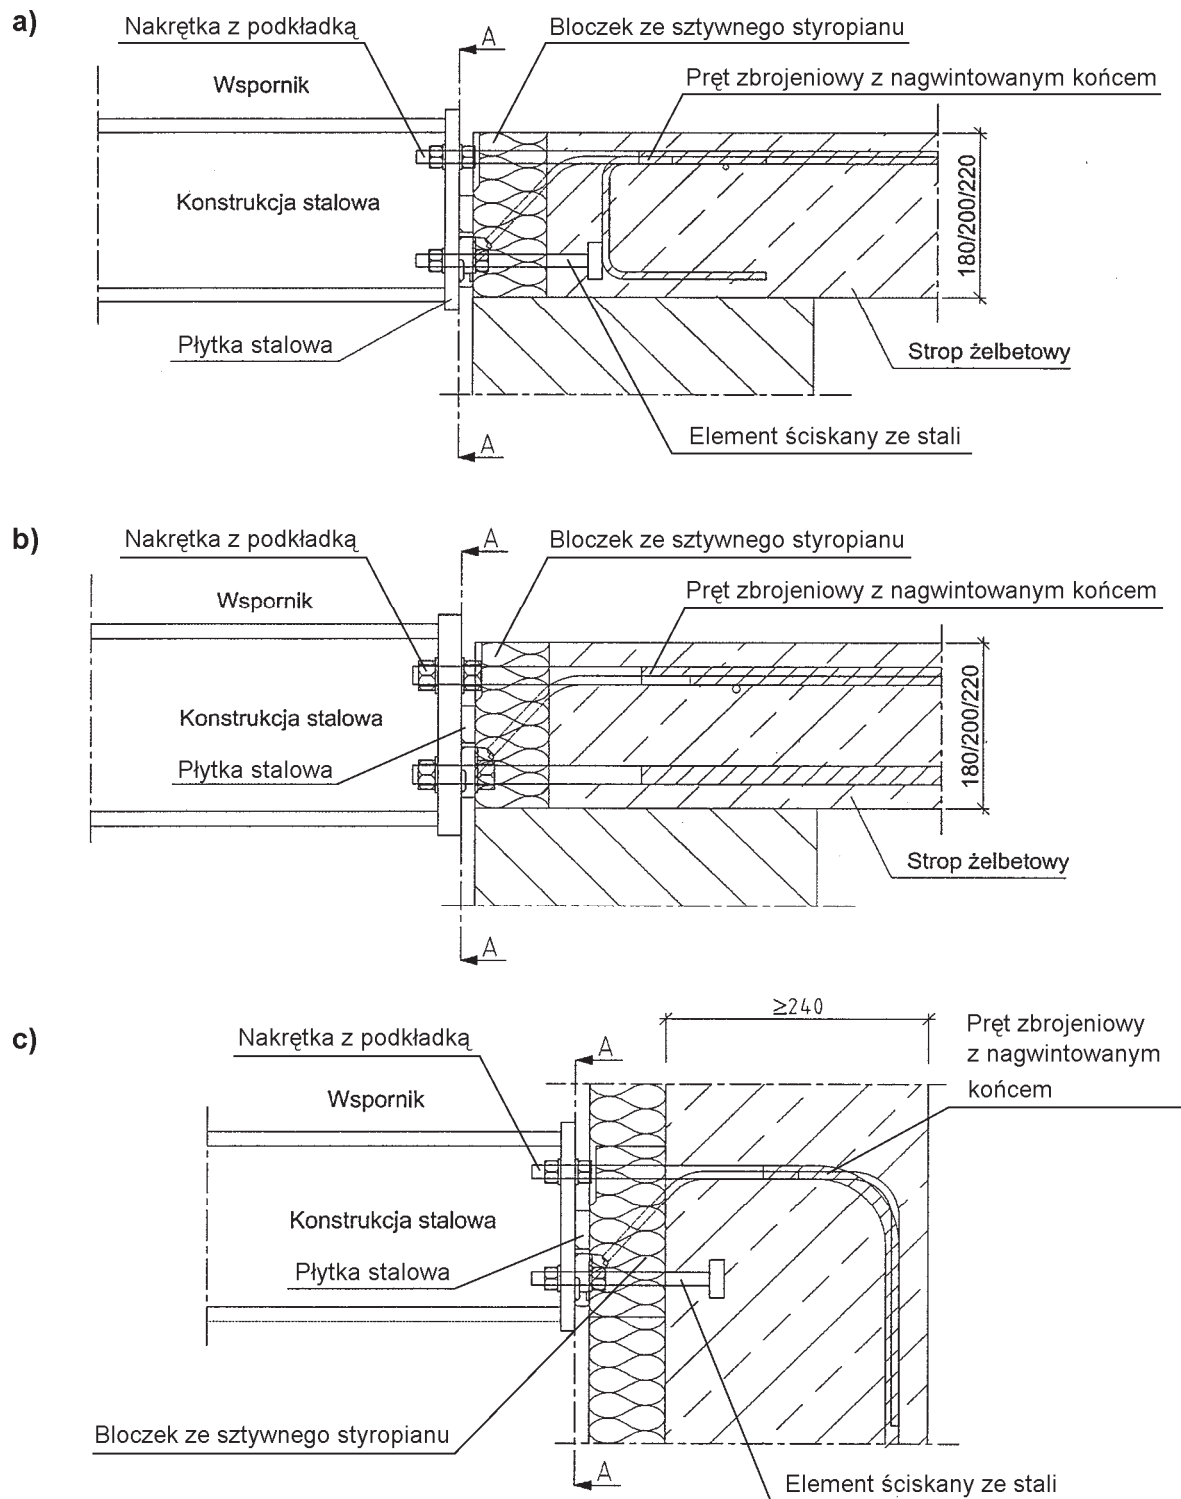 a)
Nakrętka z podkładką
A
Bloczek ze sztywnego styropianu
Wspornik
Pręt zbrojeniowy z nagwintowanym końcem
Konstrukcja stalowa
180/200/220
Płytka stalowa
Strop żelbetowy
Element ściskany ze stali
A
b)
Nakrętka z podkładką
A
Bloczek ze sztywnego styropianu
Wspornik
Pręt zbrojeniowy z nagwintowanym końcem
Konstrukcja stalowa
180/200/220
Płytka stalowa
Strop żelbetowy
A
c)
≥240
Nakrętka z podkładką
A
Pręt zbrojeniowy
z nagwintowanym
końcem
Wspornik
Konstrukcja stalowa
Płytka stalowa
Bloczek ze sztywnego styropianu
A
Element ściskany ze stali